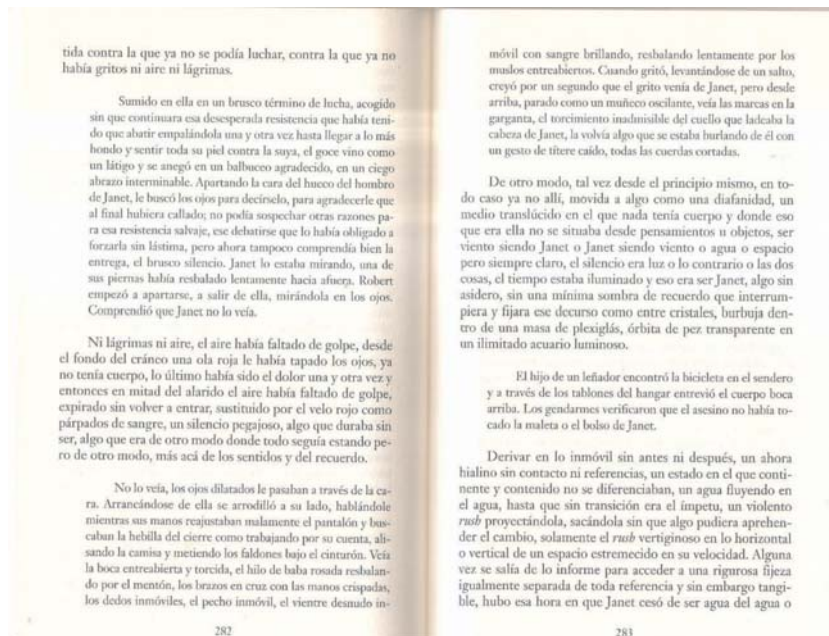 tida contra la que ya no se podía luchar, contra la que ya no
había gritos ni aire ni lágrimas.
Sumido en ella en un brusco término de lucha, acogido
sin que continuara esa desesperada resistencia que había teni-
do que abatir empalándola una y otra vez hasta llegar a lo más
hondo y sentir toda su piel contra la suya, el goce vino como
un látigo y se anegó en un balbuceo agradecido, en un ciego
abrazo interminable. Apartando la cara del hueco del hombro
de Janet, le buscó los ojos para decírselo, para agradecerle que
al final hubiera callado; no podía sospechar otras razones pa-
ra esa resistencia salvaje, ese debatirse que lo había obligado a
forzarla sin lástima, pero ahora tampoco comprendía bien la
entrega, el brusco silencio. Janet lo estaba mirando, una de
sus piernas había resbalado lentamente hacia afuera. Robert
empezó a apartarse, a salir de ella, mirándola en los ojos.
Comprendió que Janet no lo veía.
Ni lágrimas ni aire, el aire había faltado de golpe, desde
el fondo del cráneo una ola roja le había tapado los ojos, ya
no tenía cuerpo, lo último había sido el dolor una y otra vez y
entonces en mitad del alarido el aire había faltado de golpe,
expirado sin volver a entrar, sustituido por el velo rojo como
párpados de sangre, un silencio pegajoso, algo que duraba sin
ser, algo que era de otro modo donde todo seguía estando pe-
ro de otro modo, más acá de los sentidos y del recuerdo.
No lo veía, los ojos dilatados le pasaban a través de la ca-
ra. Arrancándose de ella se arrodilló a su lado, hablándole
mientras sus manos reajustaban malamente el pantalón y bus-
caban la hebilla del cierre como trabajando por su cuenta, ali-
sando la camisa y metiendo los faldones bajo el cinturón. Veía
la boca entreabierta y torcida, el hilo de baba rosada resbalan-
do por el mentón, los brazos en cruz con las manos crispadas,
los dedos inmóviles, el pecho inmóvil, el vientre desnudo in-
282
móvil con sangre brillando, resbalando lentamente por los
muslos entreabiertos. Cuando gritó, levantándose de un salto,
creyó por un segundo que el grito venía de Janet, pero desde
arriba, parado como un muñeco oscilante, veía las marcas en la
garganta, el torcimiento inadmisible del cuello que ladeaba la
cabeza de Janet, la volvía algo que se estaba burlando de él con
un gesto de títere caído, todas las cuerdas cortadas.
De otro modo, tal vez desde el principio mismo, en to-
do caso ya no allí, movida a algo como una diafanidad, un
medio translúcido en el que nada tenía cuerpo y donde eso
que era ella no se situaba desde pensamientos u objetos, ser
viento siendo Janet o Janet siendo viento o agua o espacio
pero siempre claro, el silencio era luz o lo contrario o las dos
cosas, el tiempo estaba iluminado y eso era ser Janet, algo sin
asidero, sin una mínima sombra de recuerdo que interrum-
piera y fijara ese decurso como entre cristales, burbuja den-
tro de una masa de plexiglás, órbita de pez transparente en
un ilimitado acuario luminoso.
El hijo de un leñador encontró la bicicleta en el sendero
y a través de los tablones del hangar entrevió el cuerpo boca
arriba. Los gendarmes verificaron que el asesino no había to-
cado la maleta o el bolso de Janet.
Derivar en lo inmóvil sin antes ni después, un ahora
hialino sin contacto ni referencias, un estado en el que conti-
nente y contenido no se diferenciaban, un agua fluyendo en
el agua, hasta que sin transición era el ímpetu, un violento
rush proyectándola, sacándola sin que algo pudiera aprehen-
der el cambio, solamente el rush vertiginoso en lo horizontal
o vertical de un espacio estremecido en su velocidad. Alguna
vez se salía de lo informe para acceder a una rigurosa fijeza
igualmente separada de toda referencia y sin embargo tangi-
ble, hubo esa hora en que Janet cesó de ser agua del agua o
283